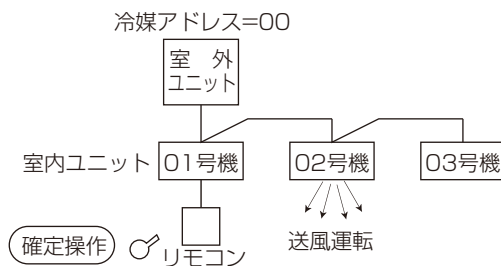 冷媒アドレス=00
室 外
ユニット
室内ユニット 01号機 02号機 03号機
送風運転
確定操作 リモコン